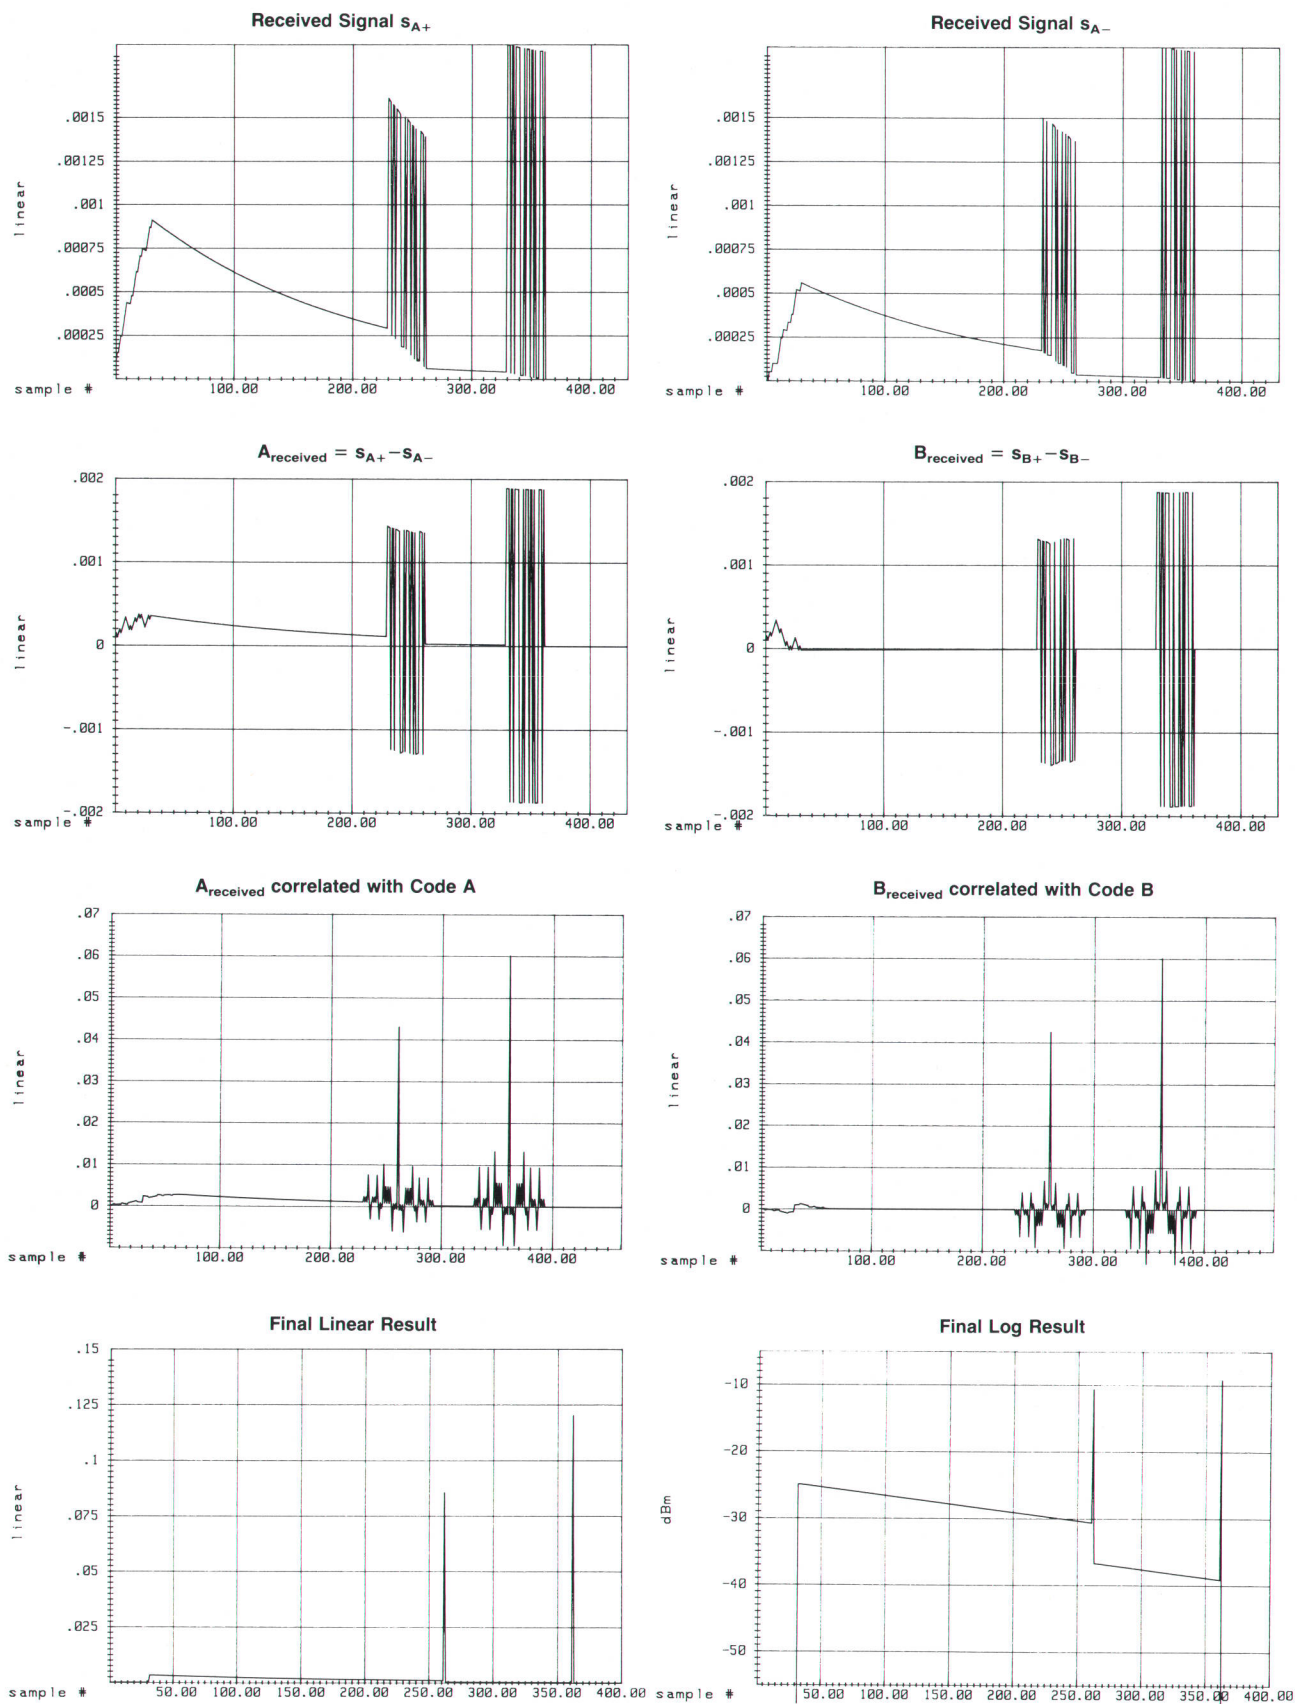 Received Signal sA+
.0015
.00125
.001
.00075
.0005
.00025
linear
sample #
100.00 200.00 300.00 400.00
Received Signal sA−
.0015
.00125
.001
.00075
.0005
.00025
linear
sample #
100.00 200.00 300.00 400.00
Areceived = sA+−sA−
.002
.001
0
-.001
-.002
linear
sample #
100.00 200.00 300.00 400.00
Breceived = sB+−sB−
.002
.001
0
-.001
-.002
linear
sample #
100.00 200.00 300.00 400.00
Areceived correlated with Code A
.07
.06
.05
.04
.03
.02
.01
0
linear
sample #
100.00 200.00 300.00 400.00
Breceived correlated with Code B
.07
.06
.05
.04
.03
.02
.01
0
linear
sample #
100.00 200.00 300.00 400.00
Final Linear Result
.15
.125
.1
.075
.05
.025
linear
sample #
50.00 100.00 150.00 200.00 250.00 300.00 350.00 400.00
Final Log Result
-10
-20
-30
-40
-50
dBm
sample #
50.00 100.00 150.00 200.00 250.00 300.00 350.00 400.00